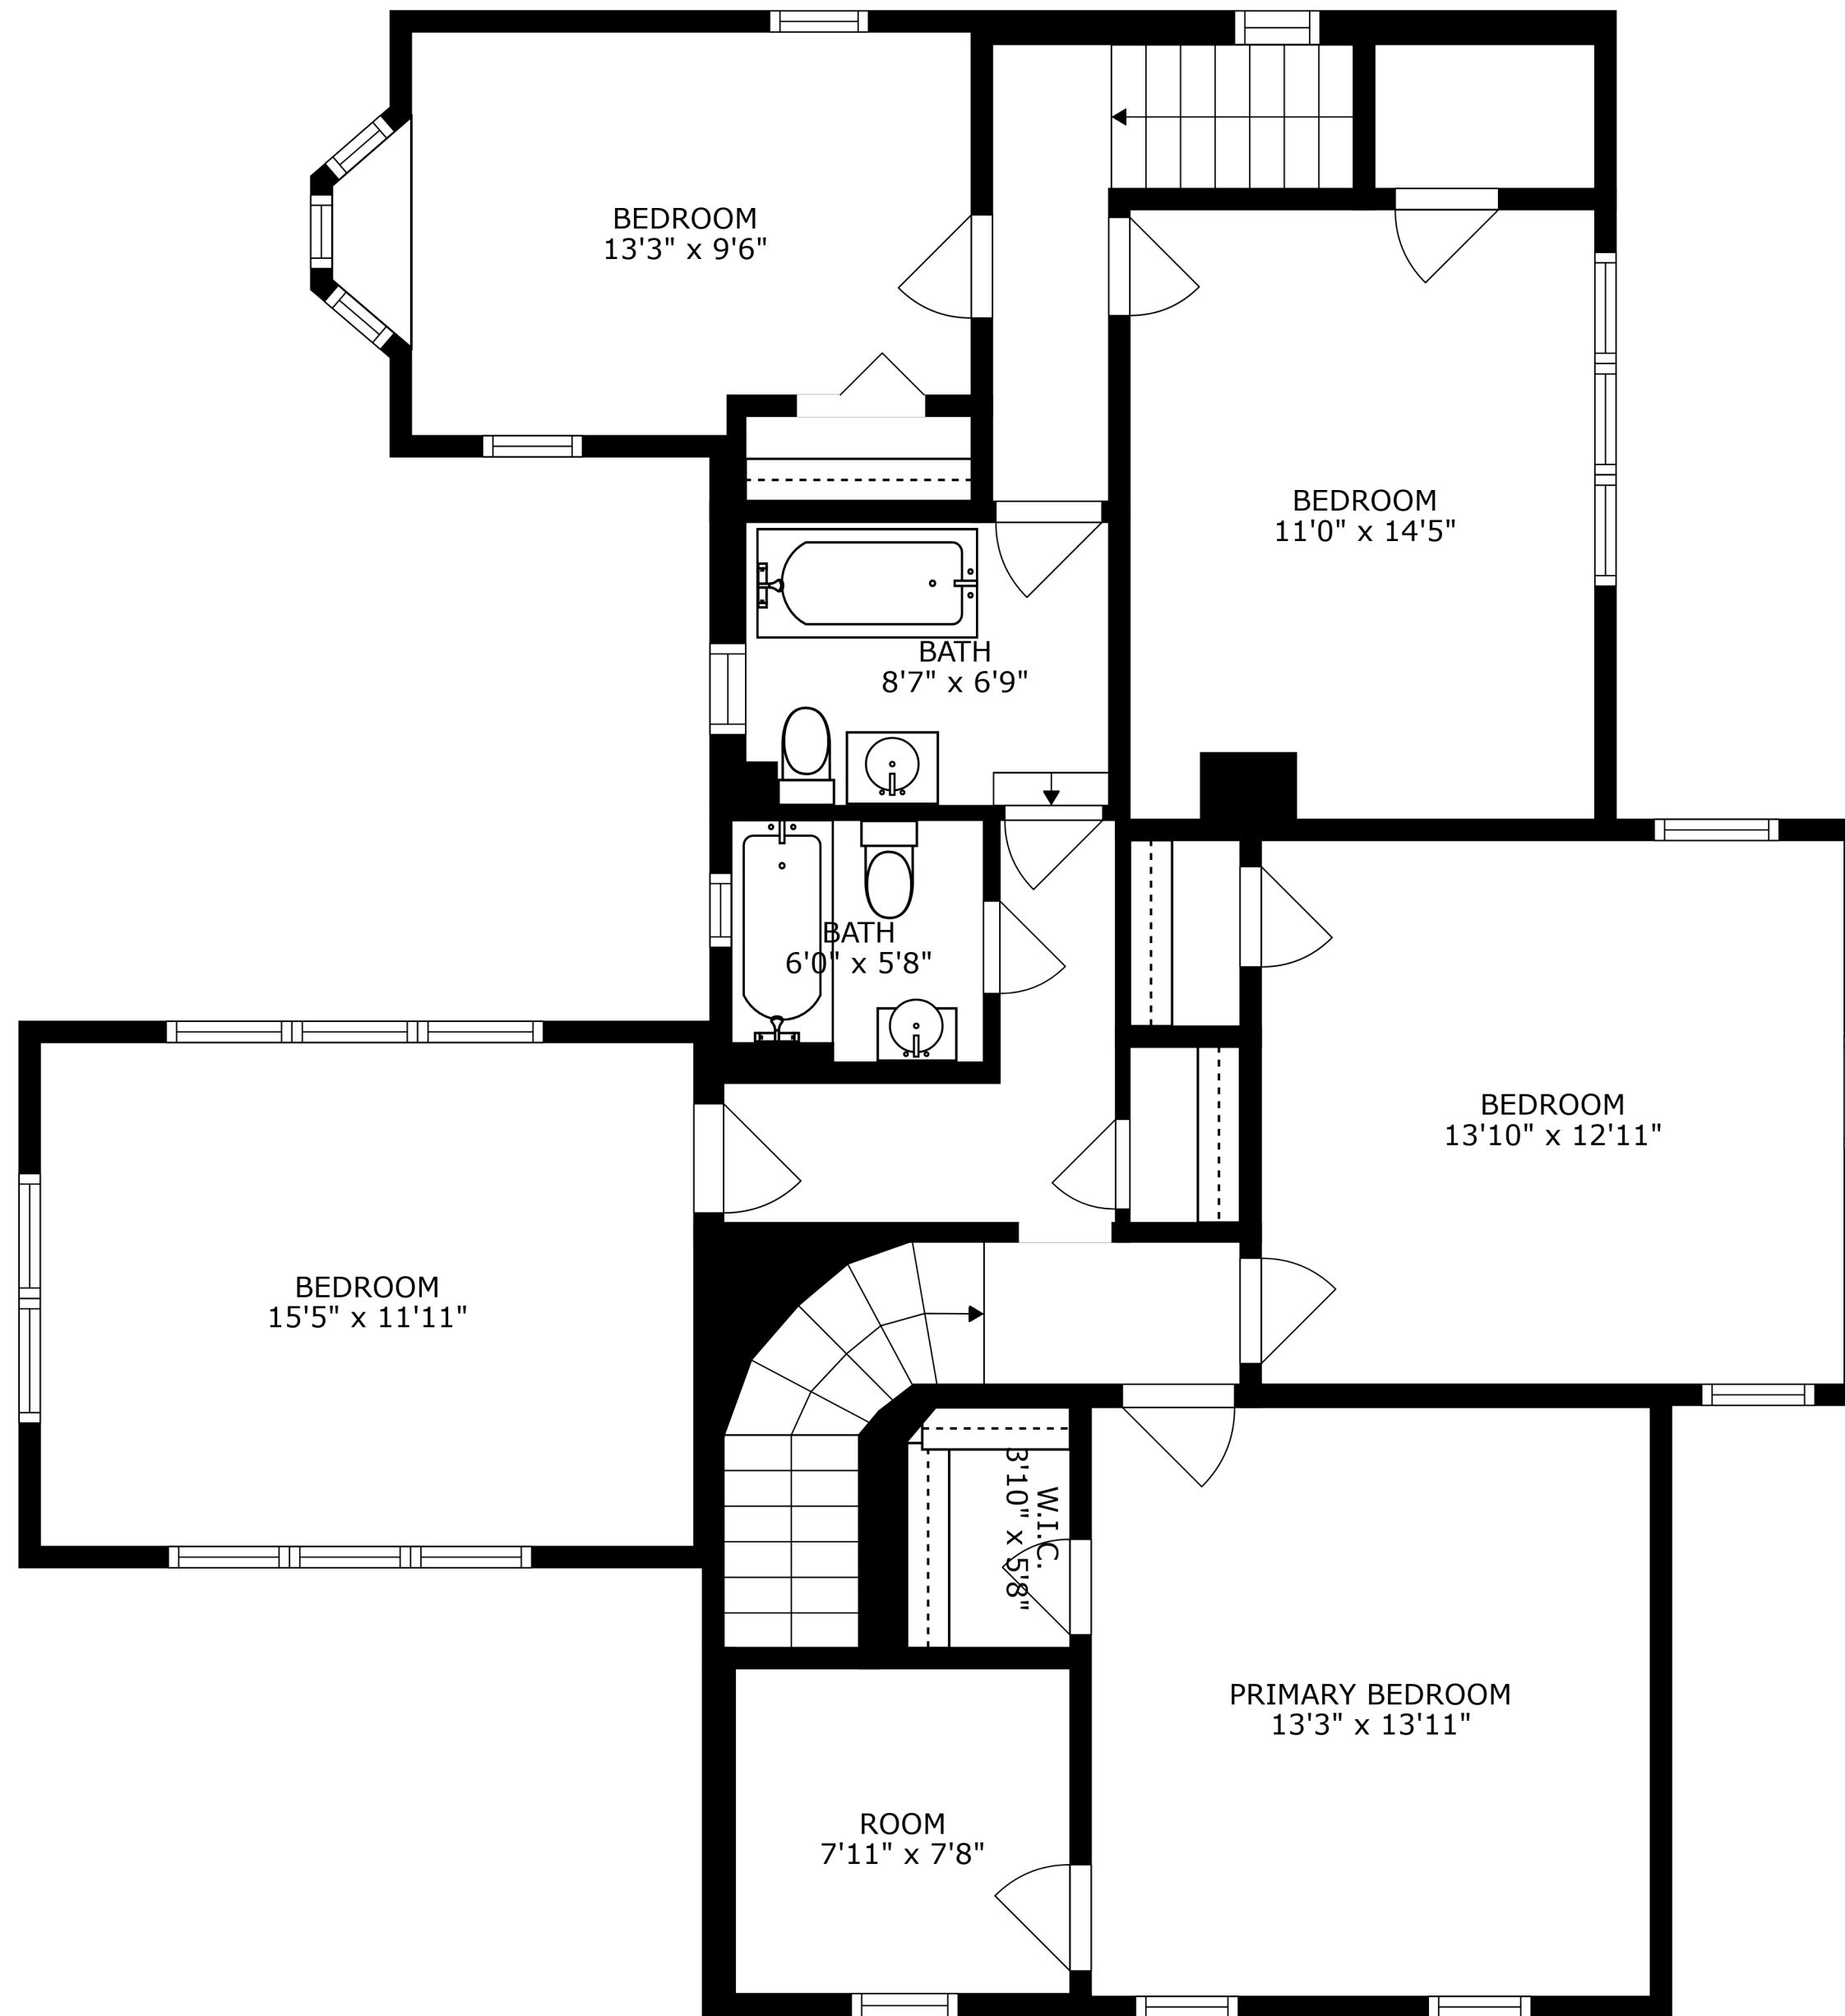 BEDROOM
13'3" x 9'6"
BEDROOM
11'0" x 14'5"
BATH
8'7" x 6'9"
BATH
6'0" x 5'8"
BEDROOM
13'10" x 12'11"
BEDROOM
15'5" x 11'11"
W.I.C.
3'10" x 5'8"
PRIMARY BEDROOM
13'3" x 13'11"
ROOM
7'11" x 7'8"